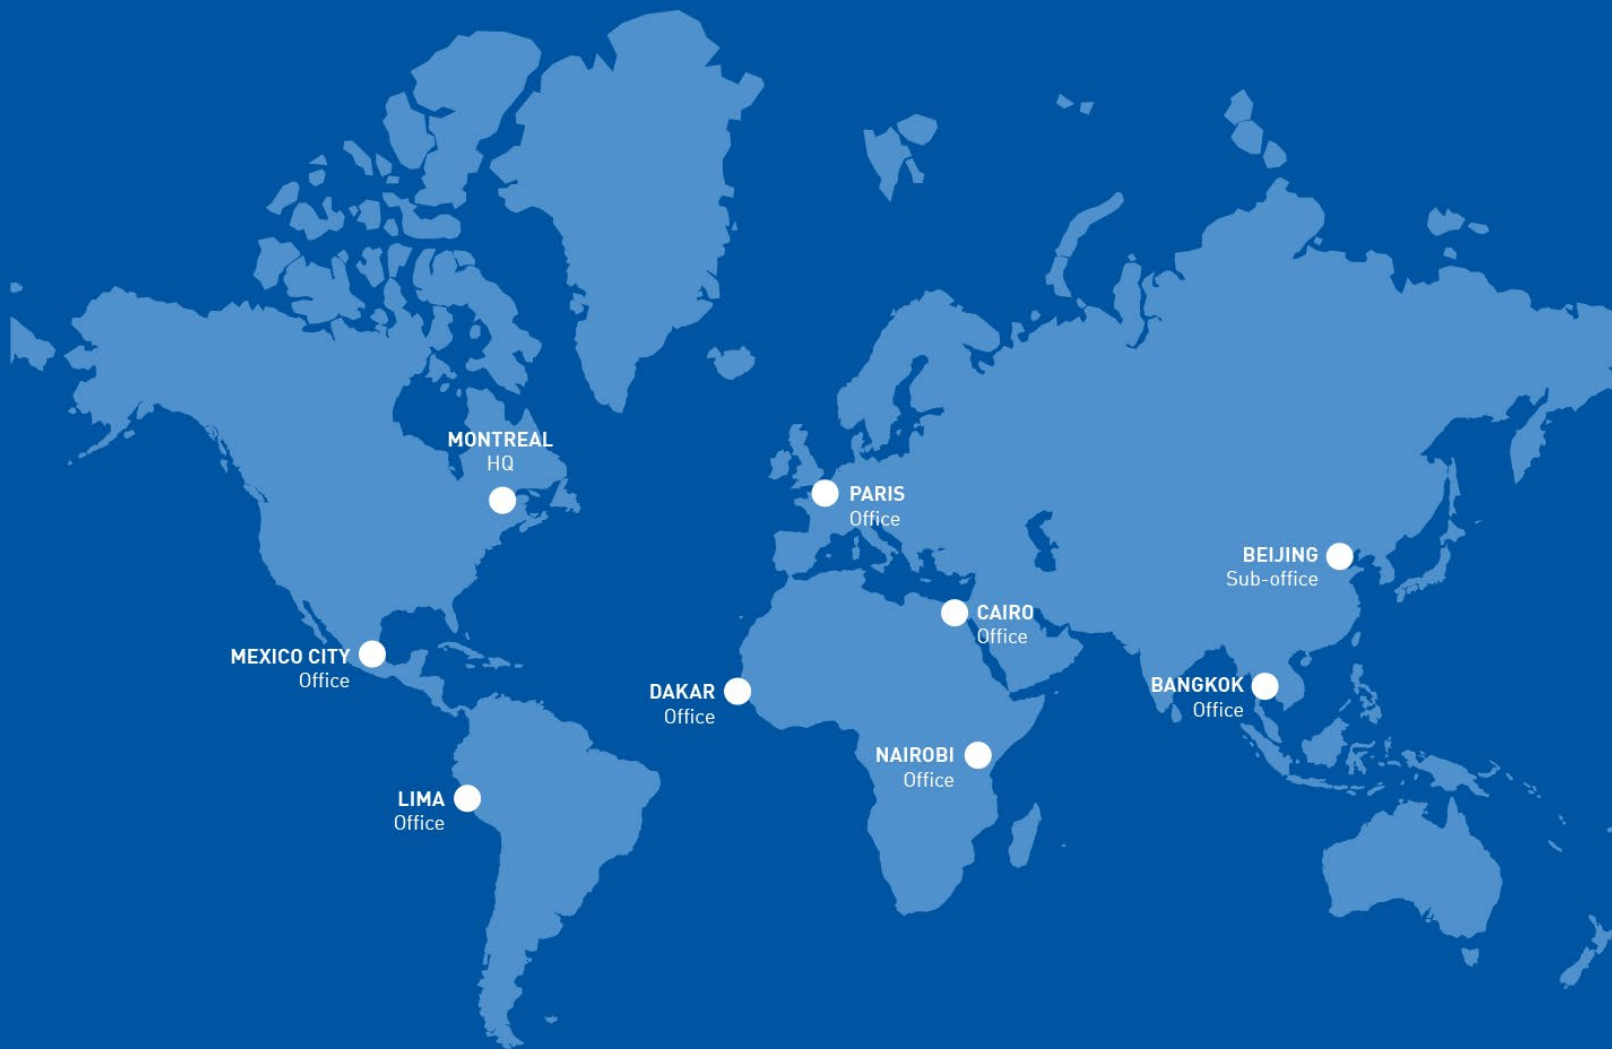 MONTREAL
HQ
PARIS
Office
BEIJING
Sub-office
CAIRO
Office
MEXICO CITY
Office
DAKAR
Office
BANGKOK
Office
NAIROBI
Office
LIMA
Office